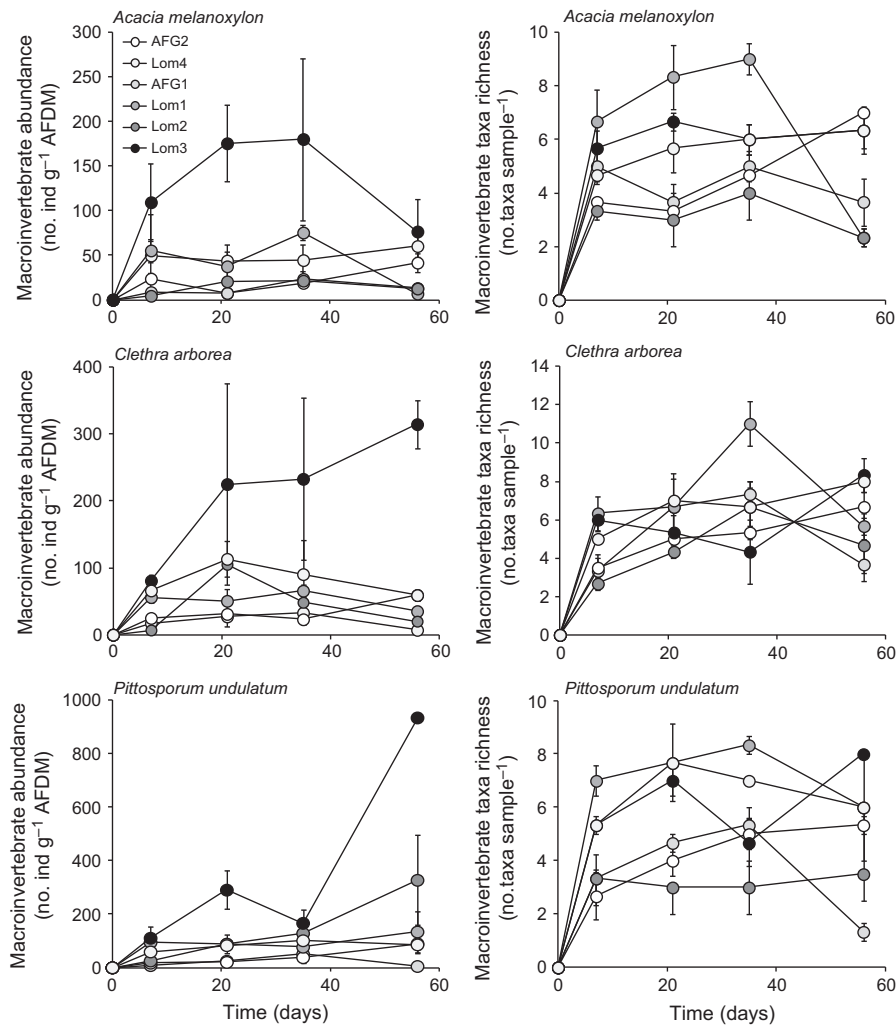 Acacia melanoxylon
Macroinvertebrate abundance
(no. ind g−1 AFDM)
300
250
200
150
100
50
0
0
20
40
60
AFG2
Lom4
AFG1
Lom1
Lom2
Lom3
Macroinvertebrate taxa richness
(no.taxa sample−1)
10
8
6
4
2
0
0
20
40
60
Clethra arborea
Macroinvertebrate abundance
(no. ind g−1 AFDM)
400
300
200
100
0
0
20
40
60
Clethra arborea
Macroinvertebrate taxa richness
(no.taxa sample−1)
14
12
10
8
6
4
2
0
0
20
40
60
Pittosporum undulatum
Macroinvertebrate abundance
(no. ind g−1 AFDM)
1000
800
600
400
200
0
0
20
40
60
Time (days)
Pittosporum undulatum
Macroinvertebrate taxa richness
(no.taxa sample−1)
10
8
6
4
2
0
0
20
40
60
Time (days)
Acacia melanoxylon